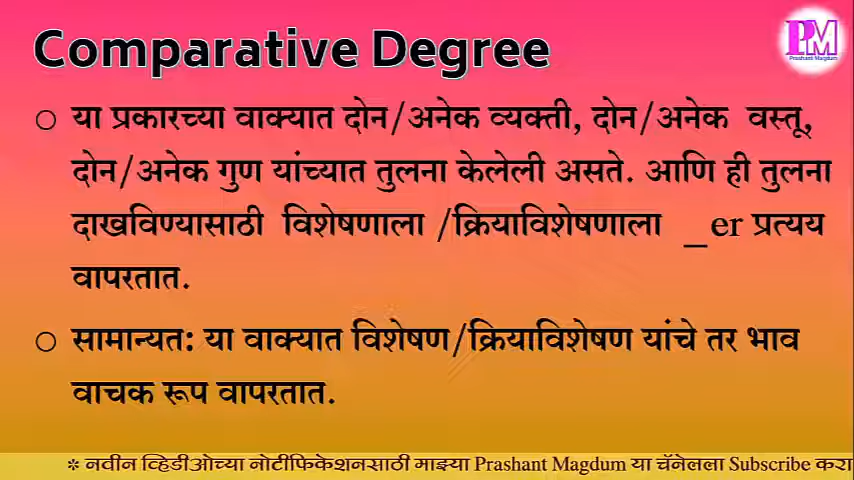 Comparative Degree
PM
Prashant Magdum
○ या प्रकारच्या वाक्यात दोन/अनेक व्यक्ती, दोन/अनेक वस्तू,
दोन/अनेक गुण यांच्यात तुलना केलेली असते. आणि ही तुलना
दाखविण्यासाठी विशेषणाला /क्रियाविशेषणाला _er प्रत्यय
वापरतात.
○ सामान्यत: या वाक्यात विशेषण/क्रियाविशेषण यांचे तर भाव
वाचक रूप वापरतात.
* नवीन व्हिडीओच्या नोटीफिकेशनसाठी माझ्या Prashant Magdum या चॅनेलला Subscribe करा